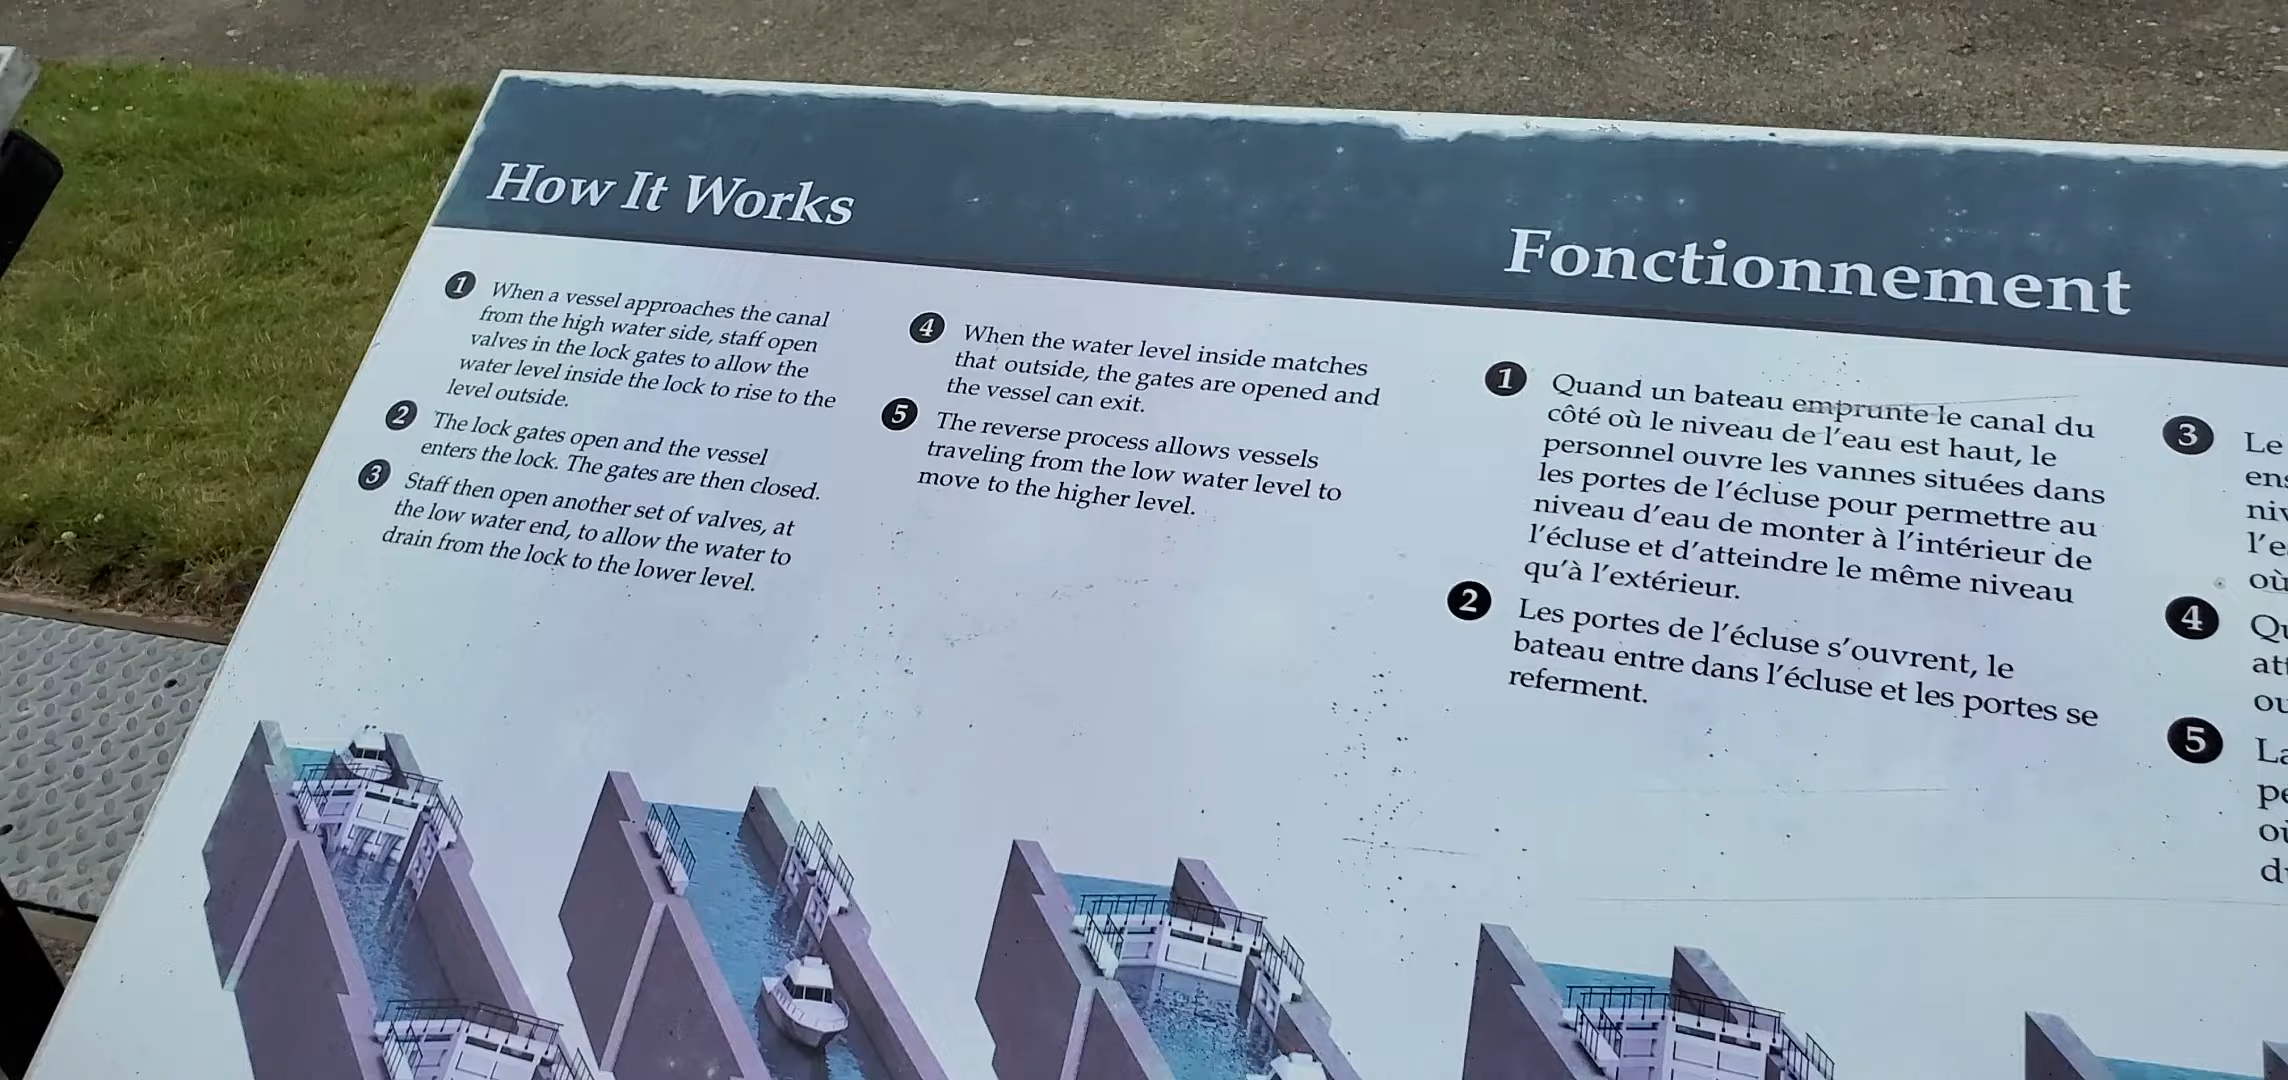 How It Works
1 When a vessel approaches the canal
from the high water side, staff open
valves in the lock gates to allow the
water level inside the lock to rise to the
level outside.
2 The lock gates open and the vessel
enters the lock. The gates are then closed.
3 Staff then open another set of valves, at
the low water end, to allow the water to
drain from the lock to the lower level.
4 When the water level inside matches
that outside, the gates are opened and
the vessel can exit.
5 The reverse process allows vessels
traveling from the low water level to
move to the higher level.
Fonctionnement
1 Quand un bateau emprunte le canal du
côté où le niveau de l'eau est haut, le
personnel ouvre les vannes situées dans
les portes de l'écluse pour permettre au
niveau d'eau de monter à l'intérieur de
l'écluse et d'atteindre le même niveau
qu'à l'extérieur.
2 Les portes de l'écluse s'ouvrent, le
bateau entre dans l'écluse et les portes se
referment.
3 Le
où
4
5